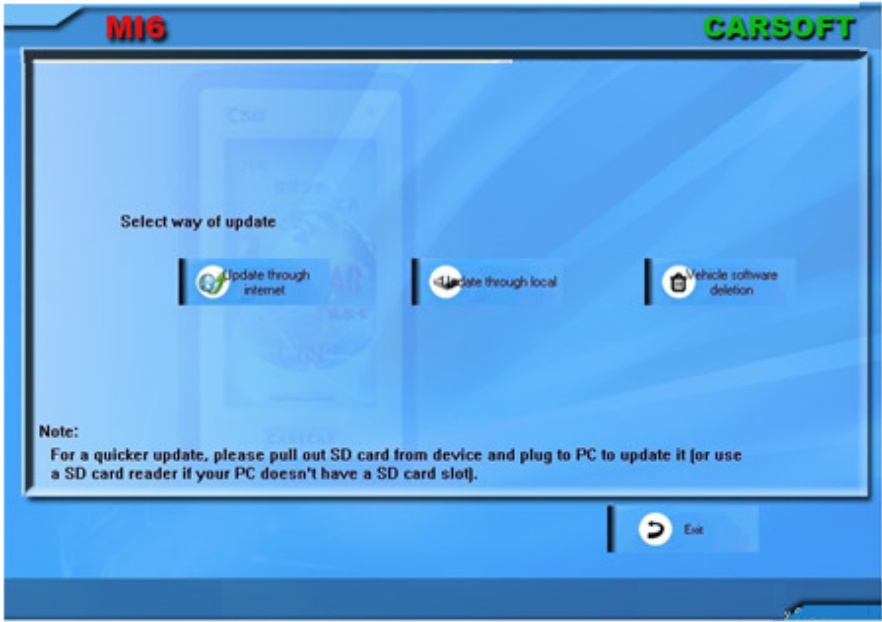 MI6
CARSOFT
Select way of update
Update through
internet
Update through local
Vehicle software
deletion
Note:
For a quicker update, please pull out SD card from device and plug to PC to update it (or use
a SD card reader if your PC doesn't have a SD card slot).
Exit